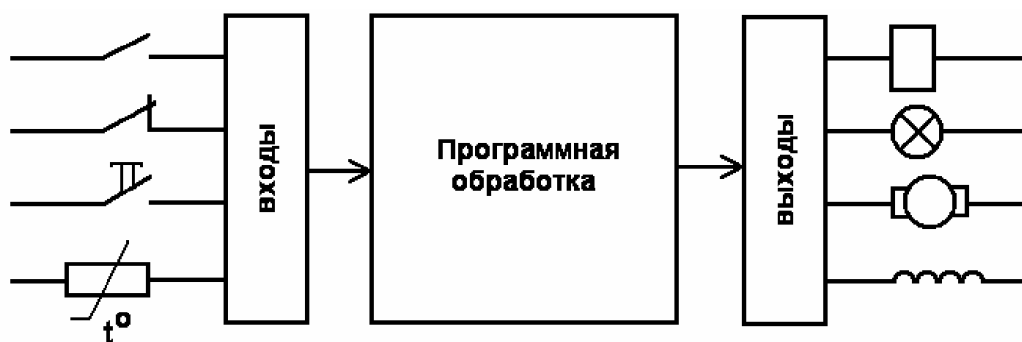 входы
Программная
обработка
выходы
t°